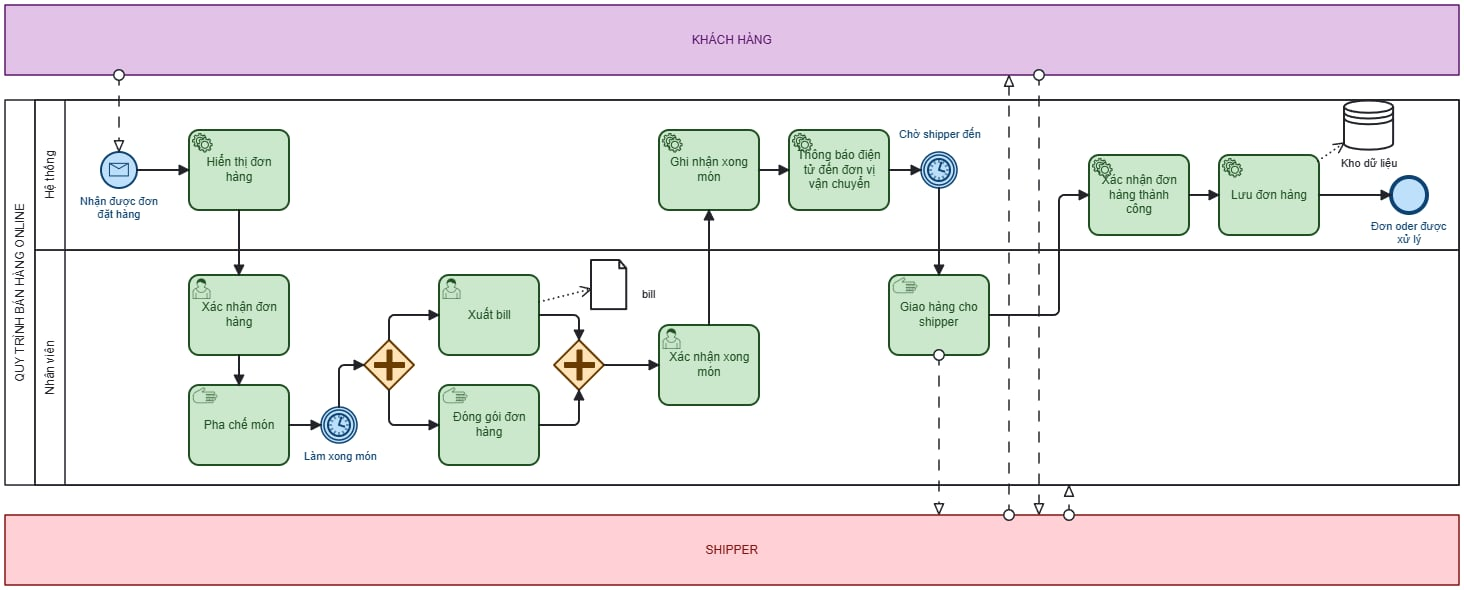 KHÁCH HÀNG
QUY TRÌNH BÁN HÀNG ONLINE
Hệ thống
Nhận được đơn
đặt hàng
Hiển thị đơn
hàng
Ghi nhận xong
món
Thông báo điện
tử đến đơn vị
vận chuyển
Chờ shipper đến
Xác nhận đơn
hàng thành
công
Lưu đơn hàng
Kho dữ liệu
Đơn oder được
xử lý
Nhân viên
Xác nhận đơn
hàng
Pha chế món
Làm xong món
Xuất bill
bill
Đóng gói đơn
hàng
Xác nhận xong
món
Giao hàng cho
shipper
SHIPPER